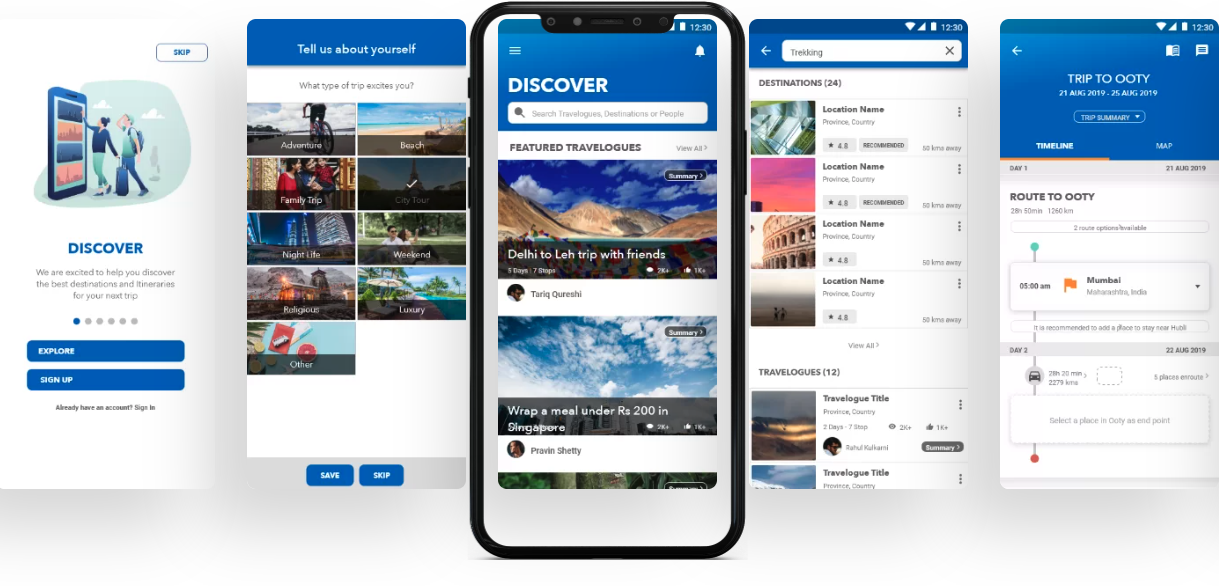 SKIP
DISCOVER
We are excited to help you discover
the best destinations and Itineraries
for your next trip
EXPLORE
SIGN UP
Already have an account? Sign In
Tell us about yourself
What type of trip excites you?
Adventure
Beach
Family Trip
City Tour
Night Life
Weekend
Religious
Luxury
Other
SAVE
SKIP
12:30
DISCOVER
Search Travelogues, Destinations or People
FEATURED TRAVELOGUES
View All >
Summary >
Delhi to Leh trip with friends
5 Days · 7 Stops
2K+
1K+
Tariq Qureshi
Summary >
Wrap a meal under Rs 200 in
Singapore
2K+
1K+
Pravin Shetty
Summary >
12:30
Trekking
DESTINATIONS (24)
Location Name
Province, Country
★ 4.8
RECOMMENDED
50 kms away
Location Name
Province, Country
★ 4.8
RECOMMENDED
50 kms away
Location Name
Province, Country
★ 4.8
50 kms away
Location Name
Province, Country
★ 4.8
50 kms away
View All >
TRAVELOGUES (12)
Travelogue Title
Province, Country
2 Days · 7 Stop
2K+
1K+
Rahul Kulkarni
Summary >
Travelogue Title
Province, Country
12:30
TRIP TO OOTY
21 AUG 2019 - 25 AUG 2019
TRIP SUMMARY
TIMELINE
MAP
DAY 1
21 AUG 2019
ROUTE TO OOTY
28h 50min 1260 km
2 route options available
05:00 am
Mumbai
Maharashtra, India
It is recommended to add a place to stay near Hubli
DAY 2
22 AUG 2019
28h 20 min >
2279 kms
5 places enroute >
Select a place in Ooty as end point